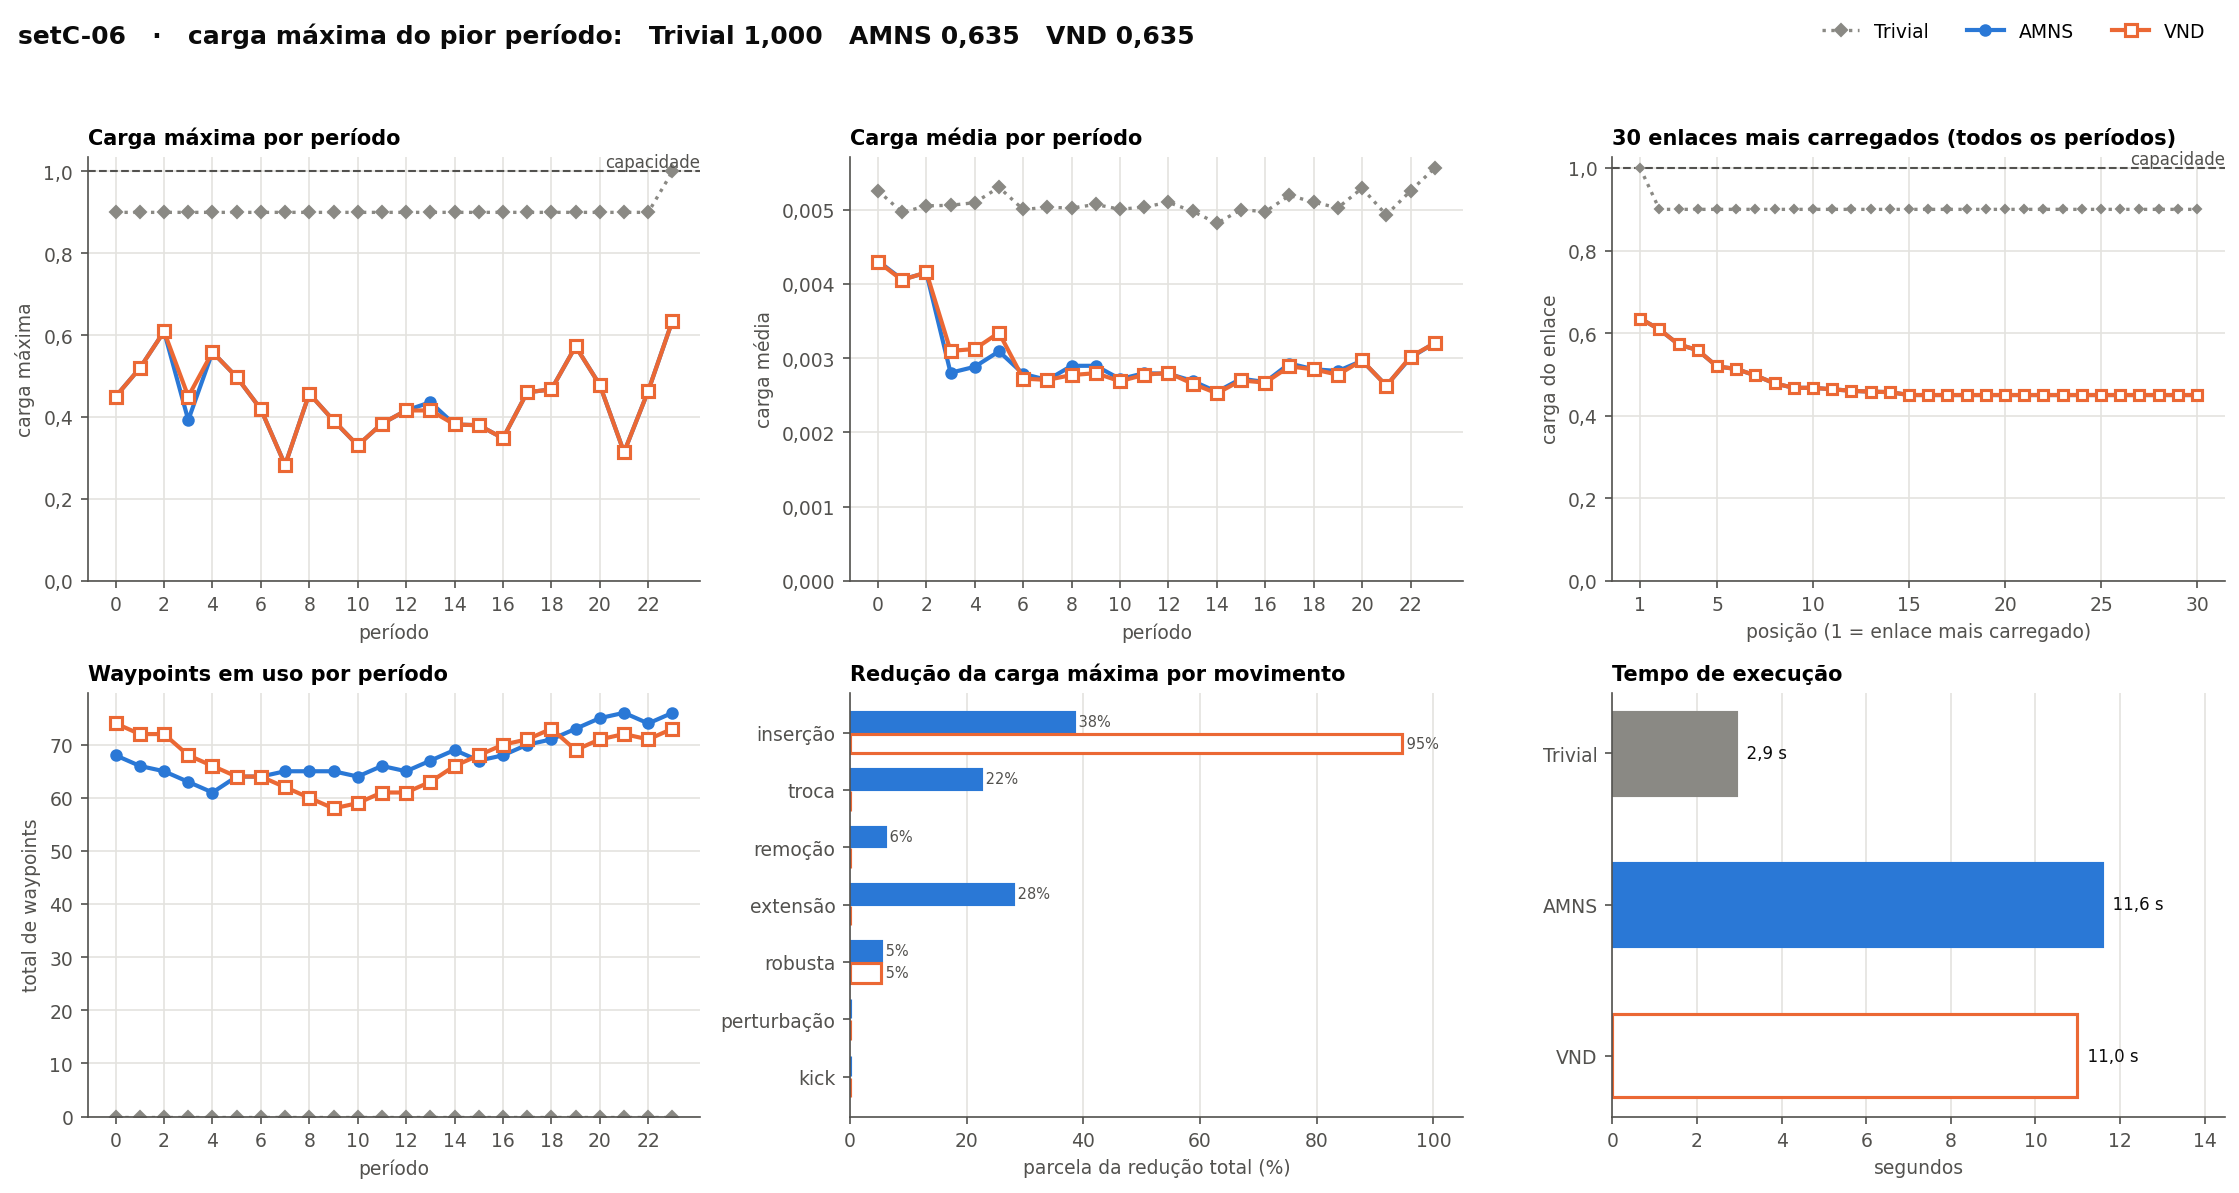 setC-06 · carga máxima do pior período: Trivial 1,000 AMNS 0,635 VND 0,635
Trivial AMNS VND
Carga máxima por período
capacidade
1,0
0,8
0,6
0,4
0,2
0,0
carga máxima
0 2 4 6 8 10 12 14 16 18 20 22
período
Carga média por período
0,005
0,004
0,003
0,002
0,001
0,000
carga média
0 2 4 6 8 10 12 14 16 18 20 22
período
30 enlaces mais carregados (todos os períodos)
capacidade
1,0
0,8
0,6
0,4
0,2
0,0
carga do enlace
1 5 10 15 20 25 30
posição (1 = enlace mais carregado)
Waypoints em uso por período
70
60
50
40
30
20
10
0
total de waypoints
0 2 4 6 8 10 12 14 16 18 20 22
período
Redução da carga máxima por movimento
inserção 38%
95%
troca 22%
remoção 6%
extensão 28%
robusta 5%
5%
perturbação
kick
0 20 40 60 80 100
parcela da redução total (%)
Tempo de execução
Trivial 2,9 s
AMNS 11,6 s
VND 11,0 s
0 2 4 6 8 10 12 14
segundos